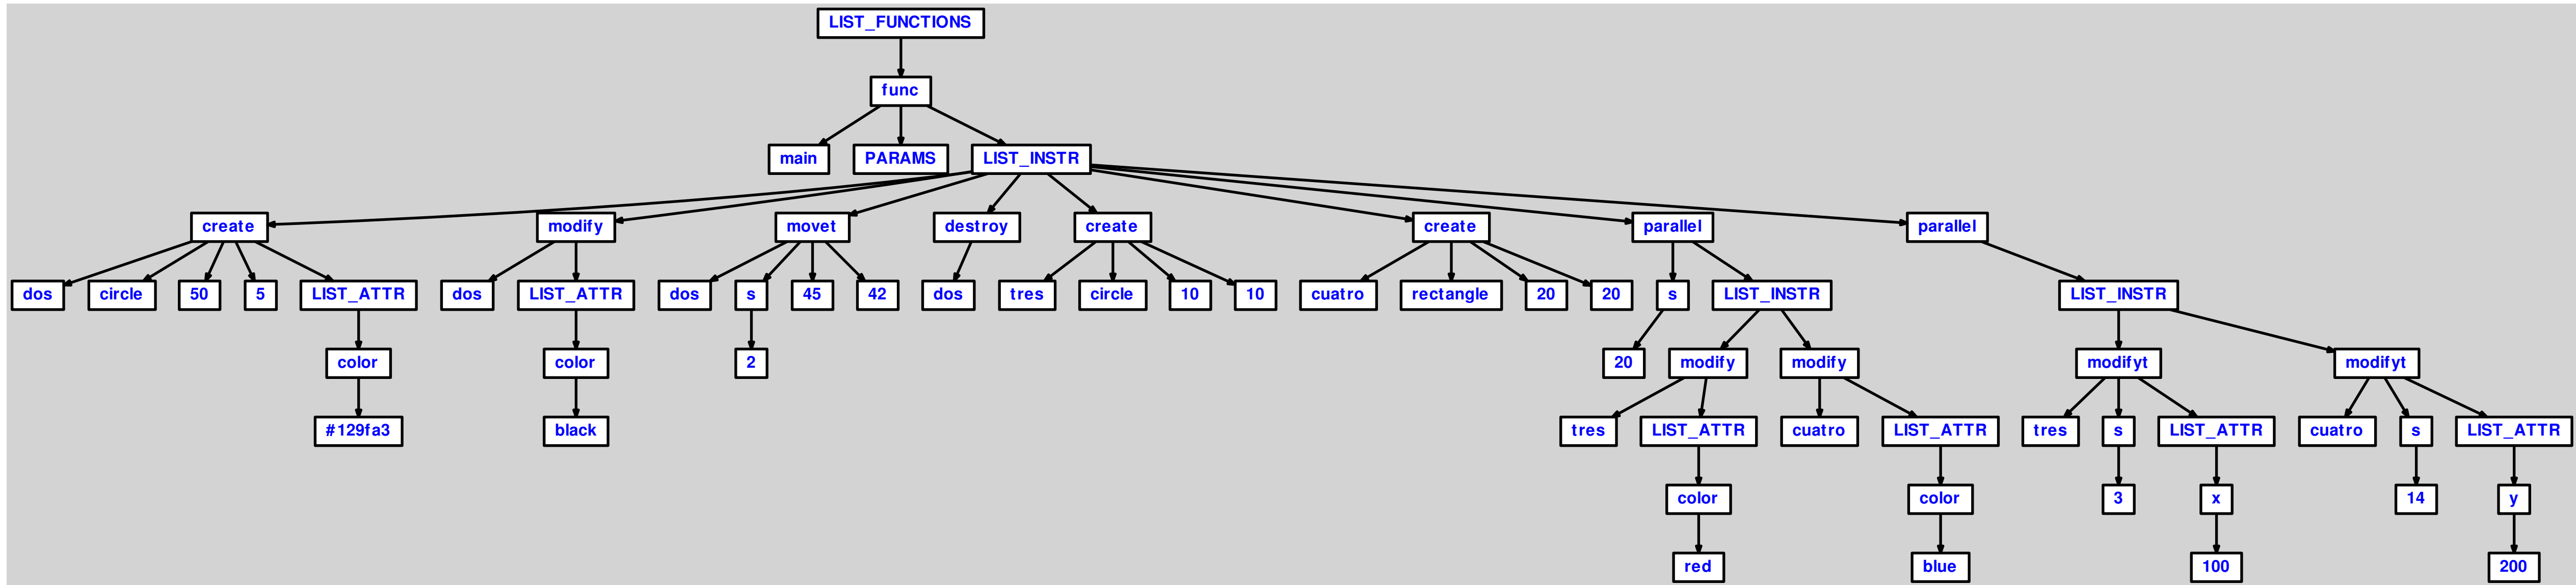 LIST_FUNCTIONS
func
main PARAMS LIST_INSTR
create modify movet destroy create create parallel parallel
dos circle 50 5 LIST_ATTR dos LIST_ATTR dos s 45 42 dos tres circle 10 10 cuatro rectangle 20 20 s LIST_INSTR LIST_INSTR
color color 2 20 modify modify modifyt modifyt
#129fa3 black tres LIST_ATTR cuatro LIST_ATTR tres s LIST_ATTR cuatro s LIST_ATTR
color color 3 x 14 y
red blue 100 200